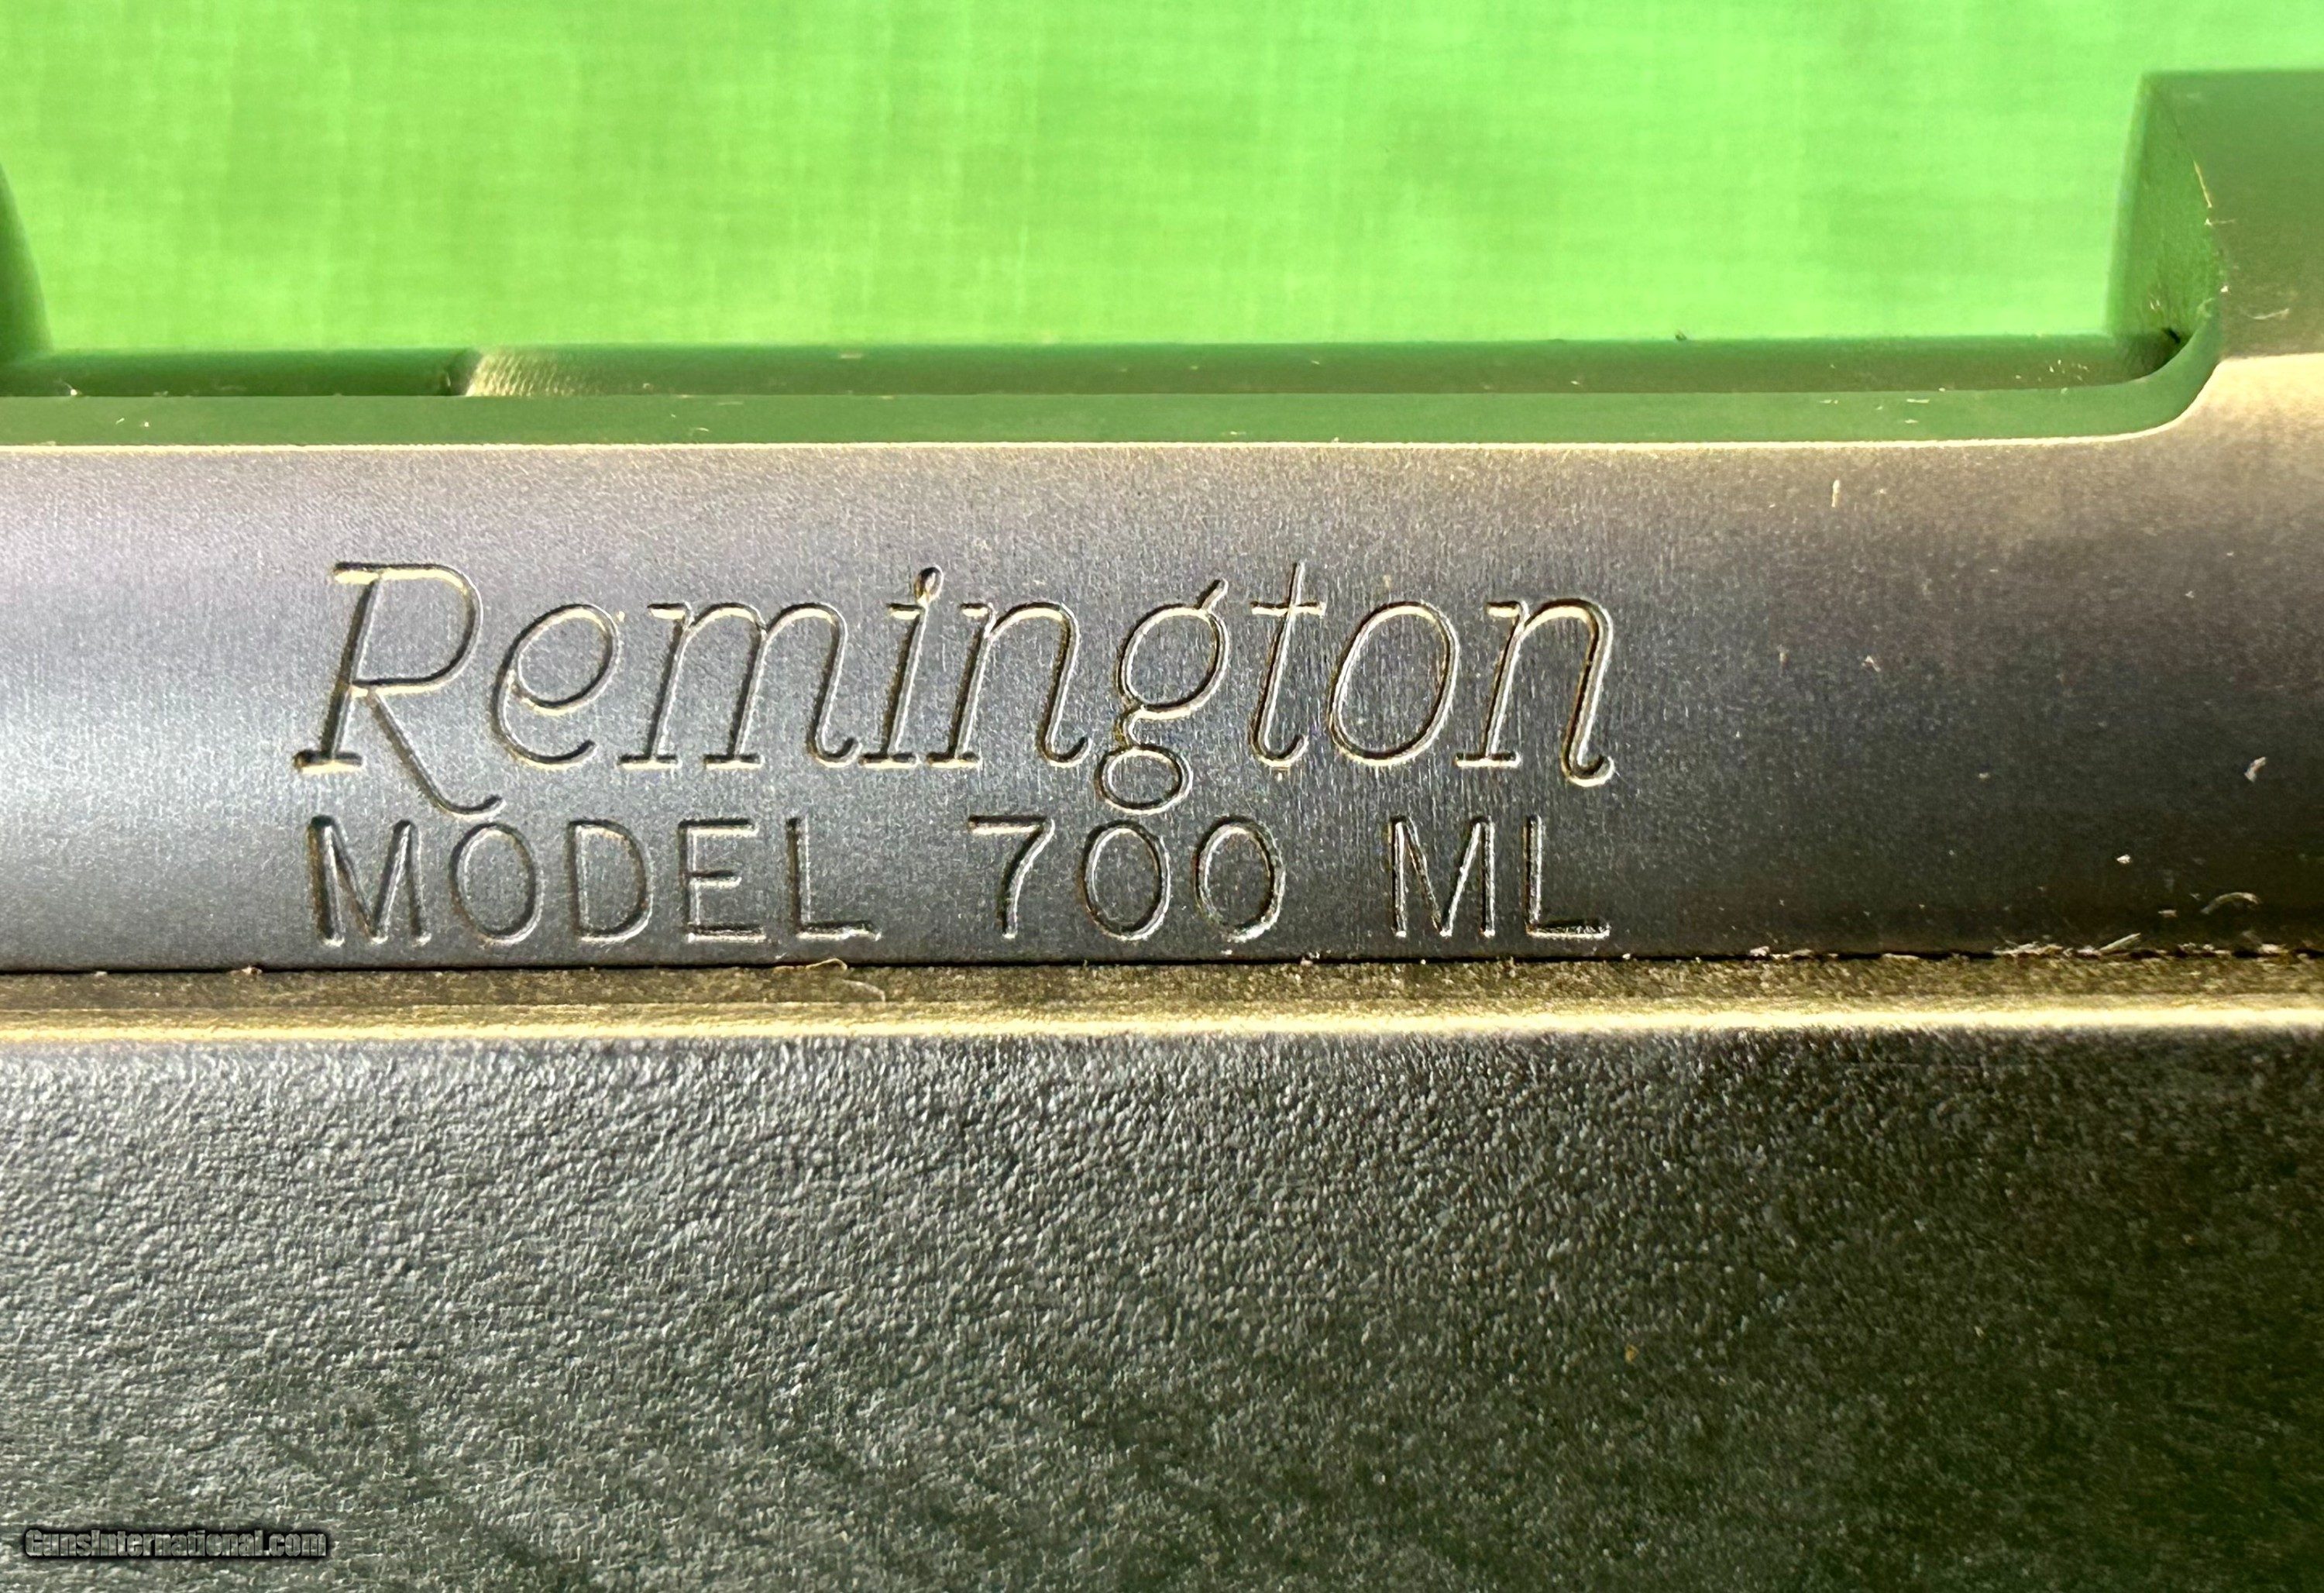 Remington
MODEL 700 ML
GunsInternational.com